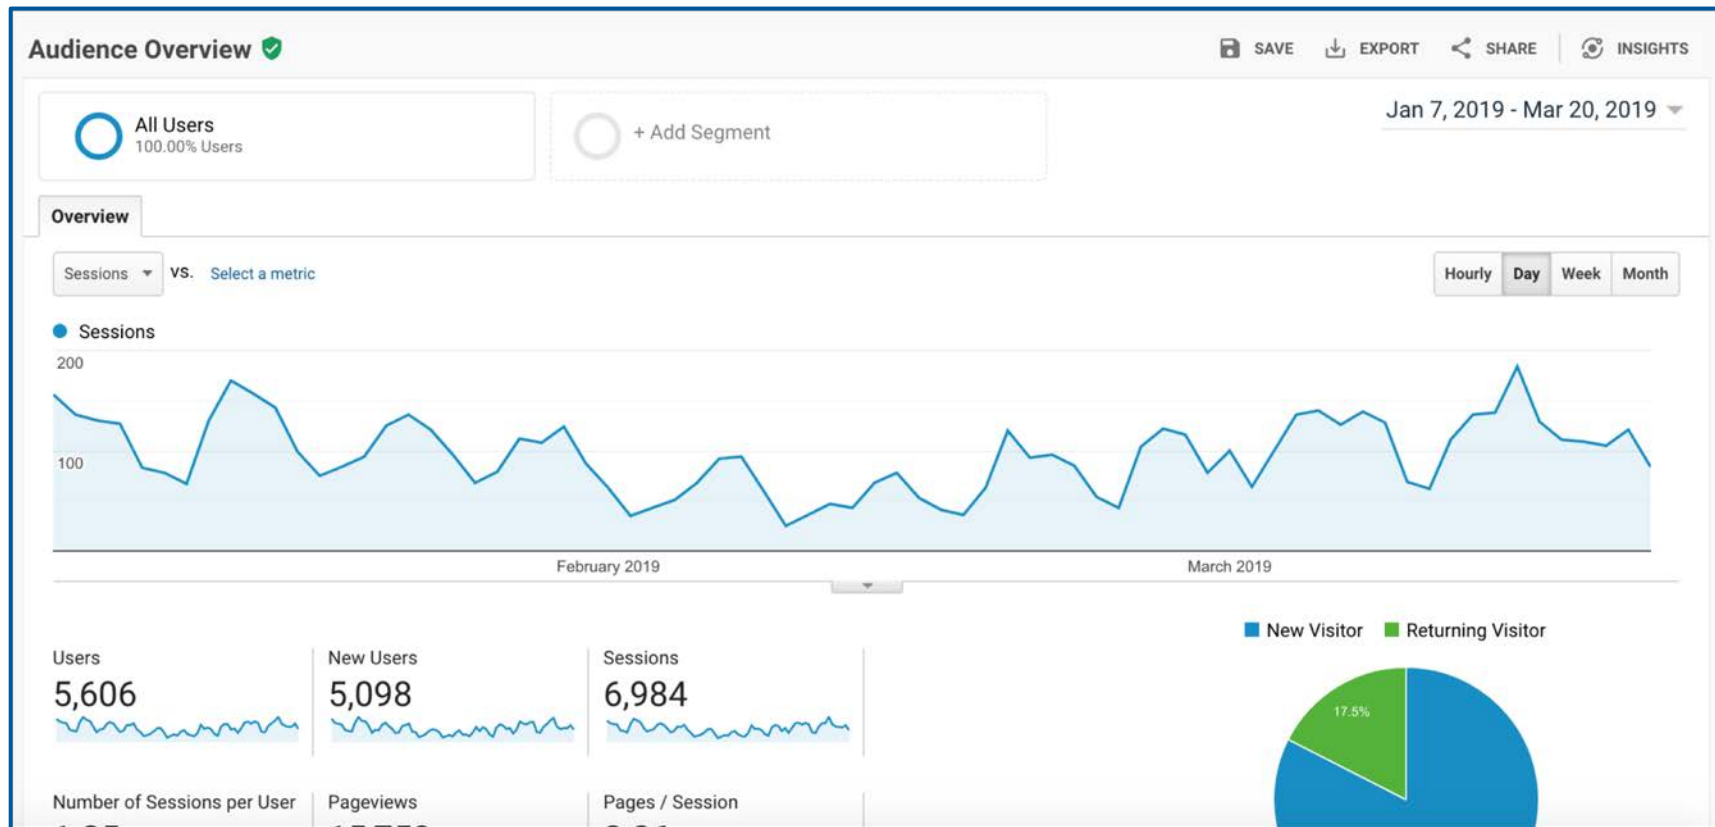 Audience Overview
SAVE
EXPORT
SHARE
INSIGHTS
All Users
100.00% Users
+ Add Segment
Jan 7, 2019 - Mar 20, 2019
Overview
Sessions
VS.
Select a metric
Hourly
Day
Week
Month
Sessions
200
100
February 2019
March 2019
New Visitor
Returning Visitor
Users
5,606
New Users
5,098
Sessions
6,984
17.5%
Number of Sessions per User
Pageviews
Pages / Session